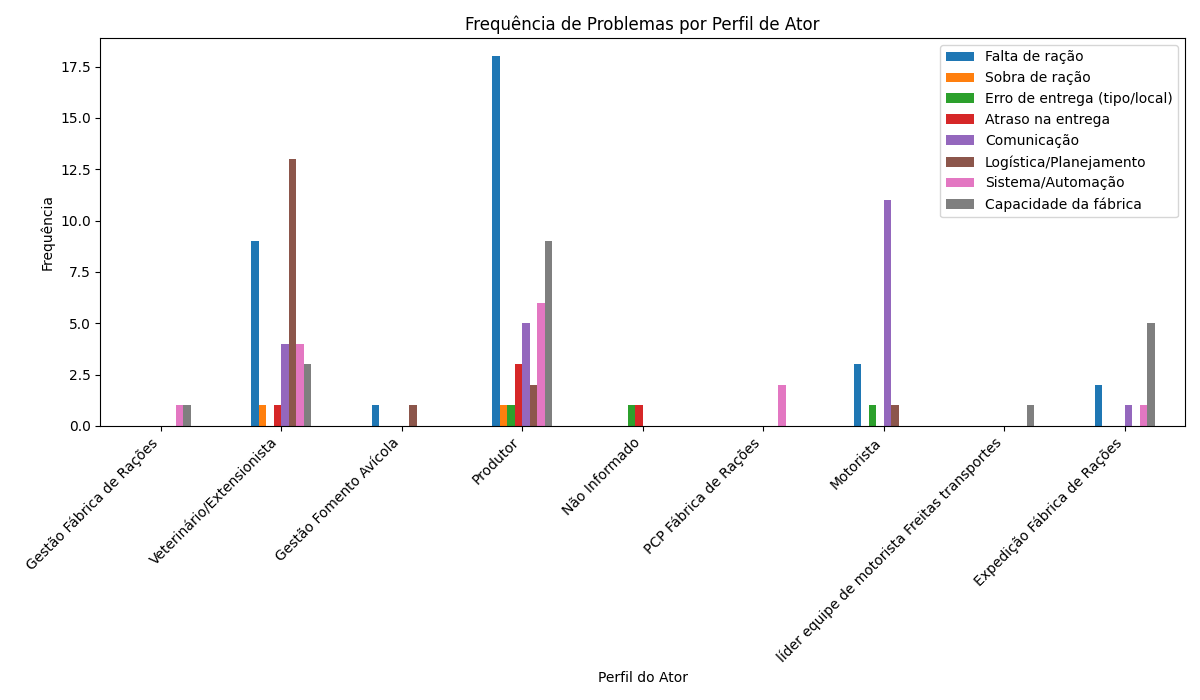 Frequência de Problemas por Perfil de Ator
Falta de ração
Sobra de ração
Erro de entrega (tipo/local)
Atraso na entrega
Comunicação
Logística/Planejamento
Sistema/Automação
Capacidade da fábrica
Frequência
17.5
15.0
12.5
10.0
7.5
5.0
2.5
0.0
Gestão Fábrica de Rações
Veterinário/Extensionista
Gestão Fomento Avícola
Produtor
Não Informado
PCP Fábrica de Rações
Motorista
líder equipe de motorista Freitas transportes
Expedição Fábrica de Rações
Perfil do Ator